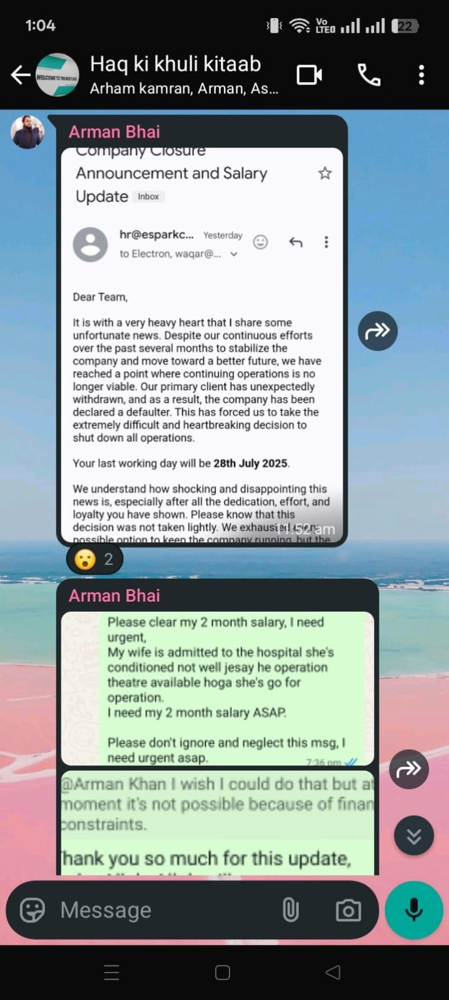 1:04
Vo
LTE
22
Haq ki khuli kitaab
Arham kamran, Arman, As...
WELCOME TO THE NEXT LEVEL
Arman Bhai
Company Closure
Announcement and Salary
Update Inbox
hr@esparkc... Yesterday
to Electron, waqar@...
Dear Team,
It is with a very heavy heart that I share some
unfortunate news. Despite our continuous efforts
over the past several months to stabilize the
company and move toward a better future, we have
reached a point where continuing operations is no
longer viable. Our primary client has unexpectedly
withdrawn, and as a result, the company has been
declared a defaulter. This has forced us to take the
extremely difficult and heartbreaking decision to
shut down all operations.
Your last working day will be 28th July 2025.
We understand how shocking and disappointing this
news is, especially after all the dedication, effort, and
loyalty you have shown. Please know that this
decision was not taken lightly. We exhausted every
11:52 am
possible option to keep the company running, but the
2
Arman Bhai
Please clear my 2 month salary, I need
urgent,
My wife is admitted to the hospital she's
conditioned not well jesay he operation
theatre available hoga she's go for
operation.
I need my 2 month salary ASAP.
Please don't ignore and neglect this msg, I
need urgent asap.
7:36 pm
@Arman Khan I wish I could do that but at
moment it's not possible because of finan
constraints.
hank you so much for this update,
Message